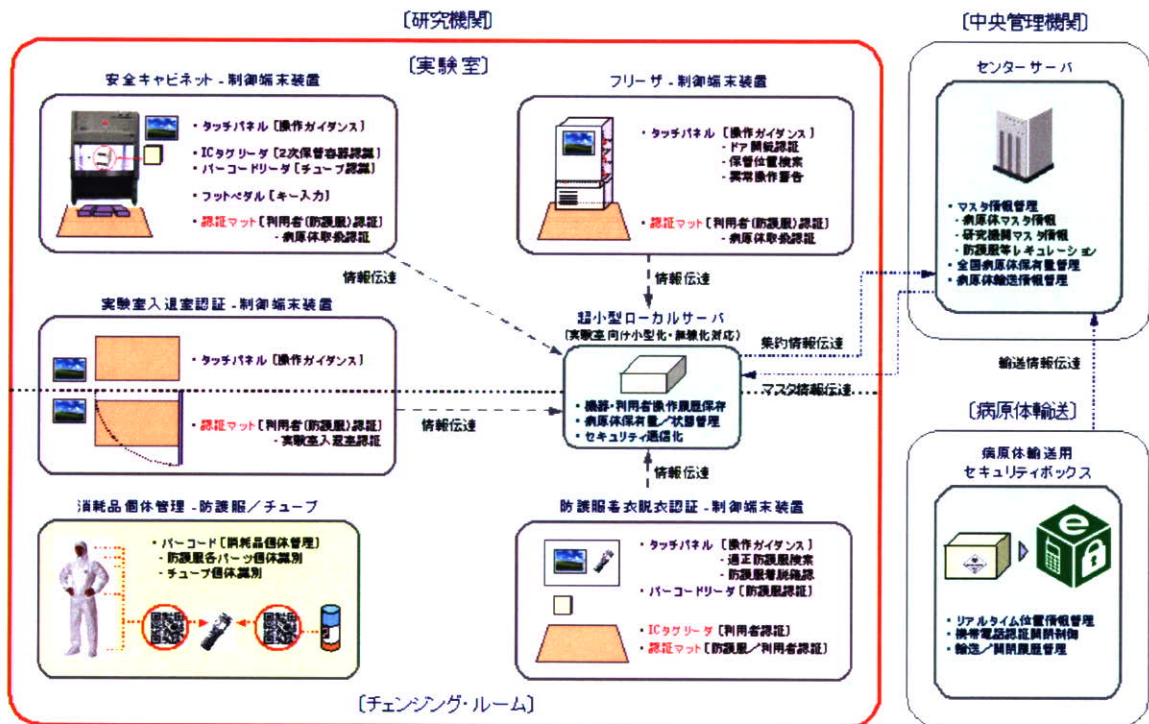 〔研究機関〕
〔実験室〕
安全キャビネット - 制御端末装置
・タッチパネル〔操作ガイダンス〕
・ICタグリーダ〔2次保管容器認識〕
・バーコードリーダ〔チューブ認識〕
・フットペダル〔キー入力〕
・認証マット〔利用者(防護服)認証〕
- 病原体取扱認証
フリーザ - 制御端末装置
・タッチパネル〔操作ガイダンス〕
- ドア開錠認証
- 保管位置検索
- 異常操作警告
・認証マット〔利用者(防護服)認証〕
- 病原体取扱認証
情報伝達
情報伝達
実験室入退室認証 - 制御端末装置
・タッチパネル〔操作ガイダンス〕
・認証マット〔利用者(防護服)認証〕
- 実験室入退室認証
情報伝達
超小型ローカルサーバ
〔実験室向け小型化・無線化対応〕
・機器・利用者操作履歴保存
・病原体保有量／状態管理
・セキュリティ通信化
集約情報伝達
マスタ情報伝達
情報伝達
消耗品個体管理 - 防護服／チューブ
・バーコード〔消耗品個体管理〕
- 防護服各パーツ個体識別
- チューブ個体識別
防護服着衣脱衣認証 - 制御端末装置
・タッチパネル〔操作ガイダンス〕
- 適正防護服検索
- 防護服着脱確認
・バーコードリーダ〔防護服認証〕
・ICタグリーダ〔利用者認証〕
・認証マット〔防護服／利用者認証〕
〔チェンジング・ルーム〕
〔中央管理機関〕
センターサーバ
・マスタ情報管理
- 病原体マスタ情報
- 研究機関マスタ情報
- 防護服等レギュレーション
・全国病原体保有量管理
・病原体輸送情報管理
輸送情報伝達
〔病原体輸送〕
病原体輸送用
セキュリティボックス
e
・リアルタイム位置情報管理
・携帯電話認証開閉制御
・輸送／開閉履歴管理